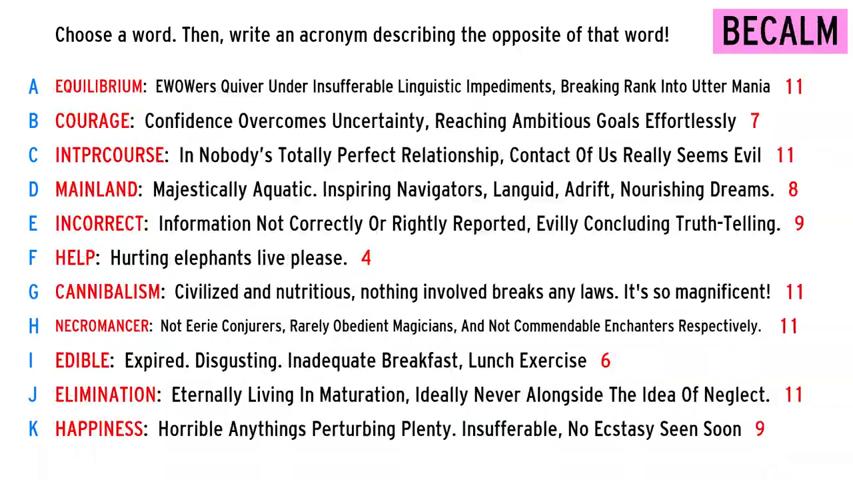 Choose a word. Then, write an acronym describing the opposite of that word!
BECALM
A EQUILIBRIUM: EWOWers Quiver Under Insufferable Linguistic Impediments, Breaking Rank Into Utter Mania 11
B COURAGE: Confidence Overcomes Uncertainty, Reaching Ambitious Goals Effortlessly 7
C INTPRCOURSE: In Nobody's Totally Perfect Relationship, Contact Of Us Really Seems Evil 11
D MAINLAND: Majestically Aquatic. Inspiring Navigators, Languid, Adrift, Nourishing Dreams. 8
E INCORRECT: Information Not Correctly Or Rightly Reported, Evilly Concluding Truth-Telling. 9
F HELP: Hurting elephants live please. 4
G CANNIBALISM: Civilized and nutritious, nothing involved breaks any laws. It's so magnificent! 11
H NECROMANCER: Not Eerie Conjurers, Rarely Obedient Magicians, And Not Commendable Enchanters Respectively. 11
I EDIBLE: Expired. Disgusting. Inadequate Breakfast, Lunch Exercise 6
J ELIMINATION: Eternally Living In Maturation, Ideally Never Alongside The Idea Of Neglect. 11
K HAPPINESS: Horrible Anythings Perturbing Plenty. Insufferable, No Ecstasy Seen Soon 9